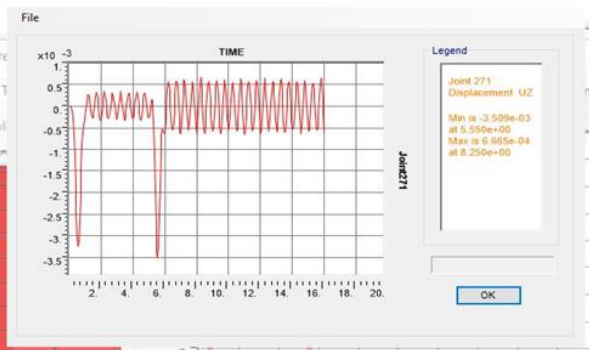 File
TIME
x10 -3
1.
0.5
0.
-0.5
-1.
-1.5
-2.
-2.5
-3.
-3.5
2. 4. 6. 8. 10. 12. 14. 16. 18. 20.
Joint271
Legend
Joint 271
Displacement UZ
Min is -3.509e-03
at 5.550e+00
Max is 6.665e-04
at 8.250e+00
OK